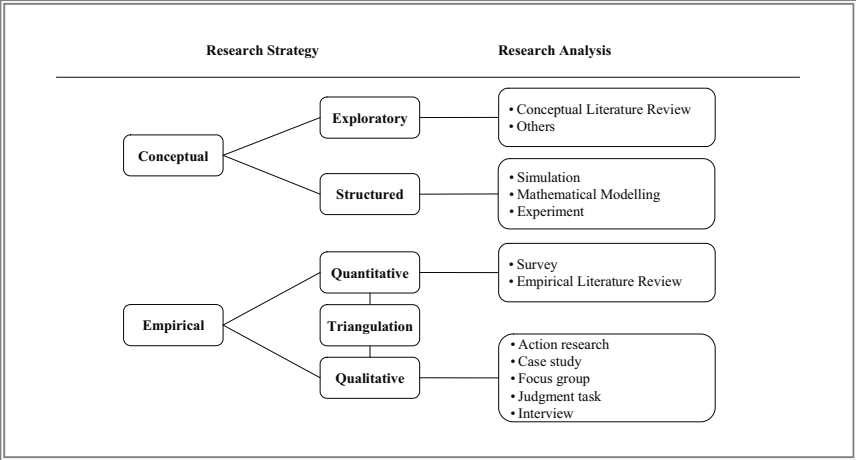 Research Strategy
Research Analysis
Conceptual
Exploratory
• Conceptual Literature Review
• Others
Structured
• Simulation
• Mathematical Modelling
• Experiment
Empirical
Quantitative
• Survey
• Empirical Literature Review
Triangulation
Qualitative
• Action research
• Case study
• Focus group
• Judgment task
• Interview